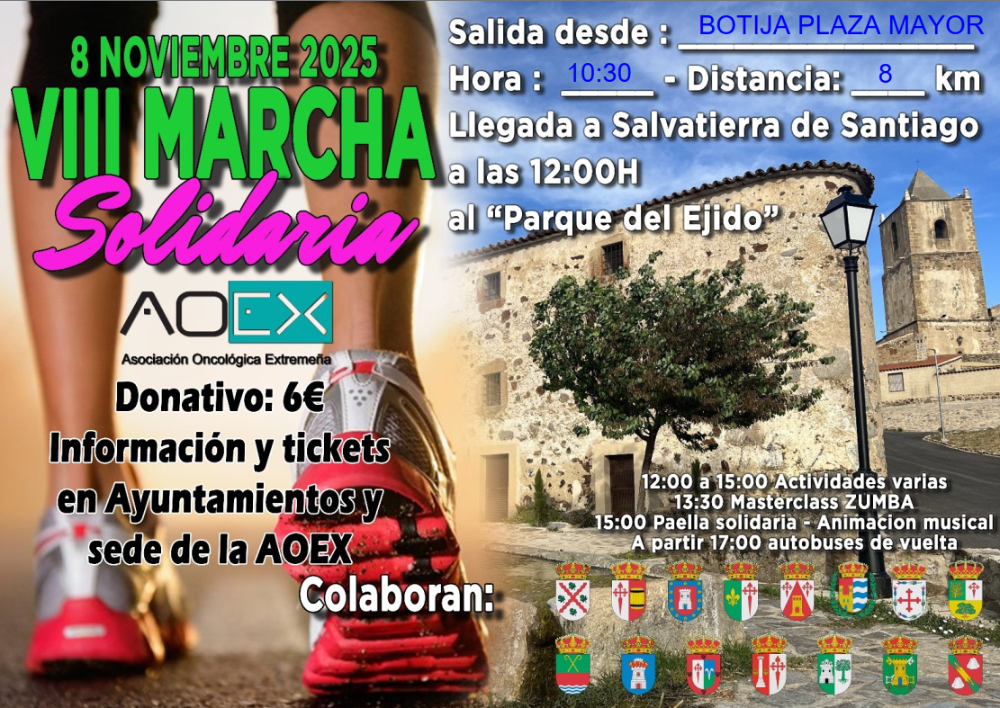 8 NOVIEMBRE 2025
VIII MARCHA
Solidaria
AOEX
Asociación Oncológica Extremeña
Donativo: 6€
Información y tickets
en Ayuntamientos y
sede de la AOEX
Colaboran:
Salida desde : BOTIJA PLAZA MAYOR
Hora : 10:30 - Distancia: 8 km
Llegada a Salvatierra de Santiago
a las 12:00H
al “Parque del Ejido”
12:00 a 15:00 Actividades varias
13:30 Masterclass ZUMBA
15:00 Paella solidaria - Animacion musical
A partir 17:00 autobuses de vuelta